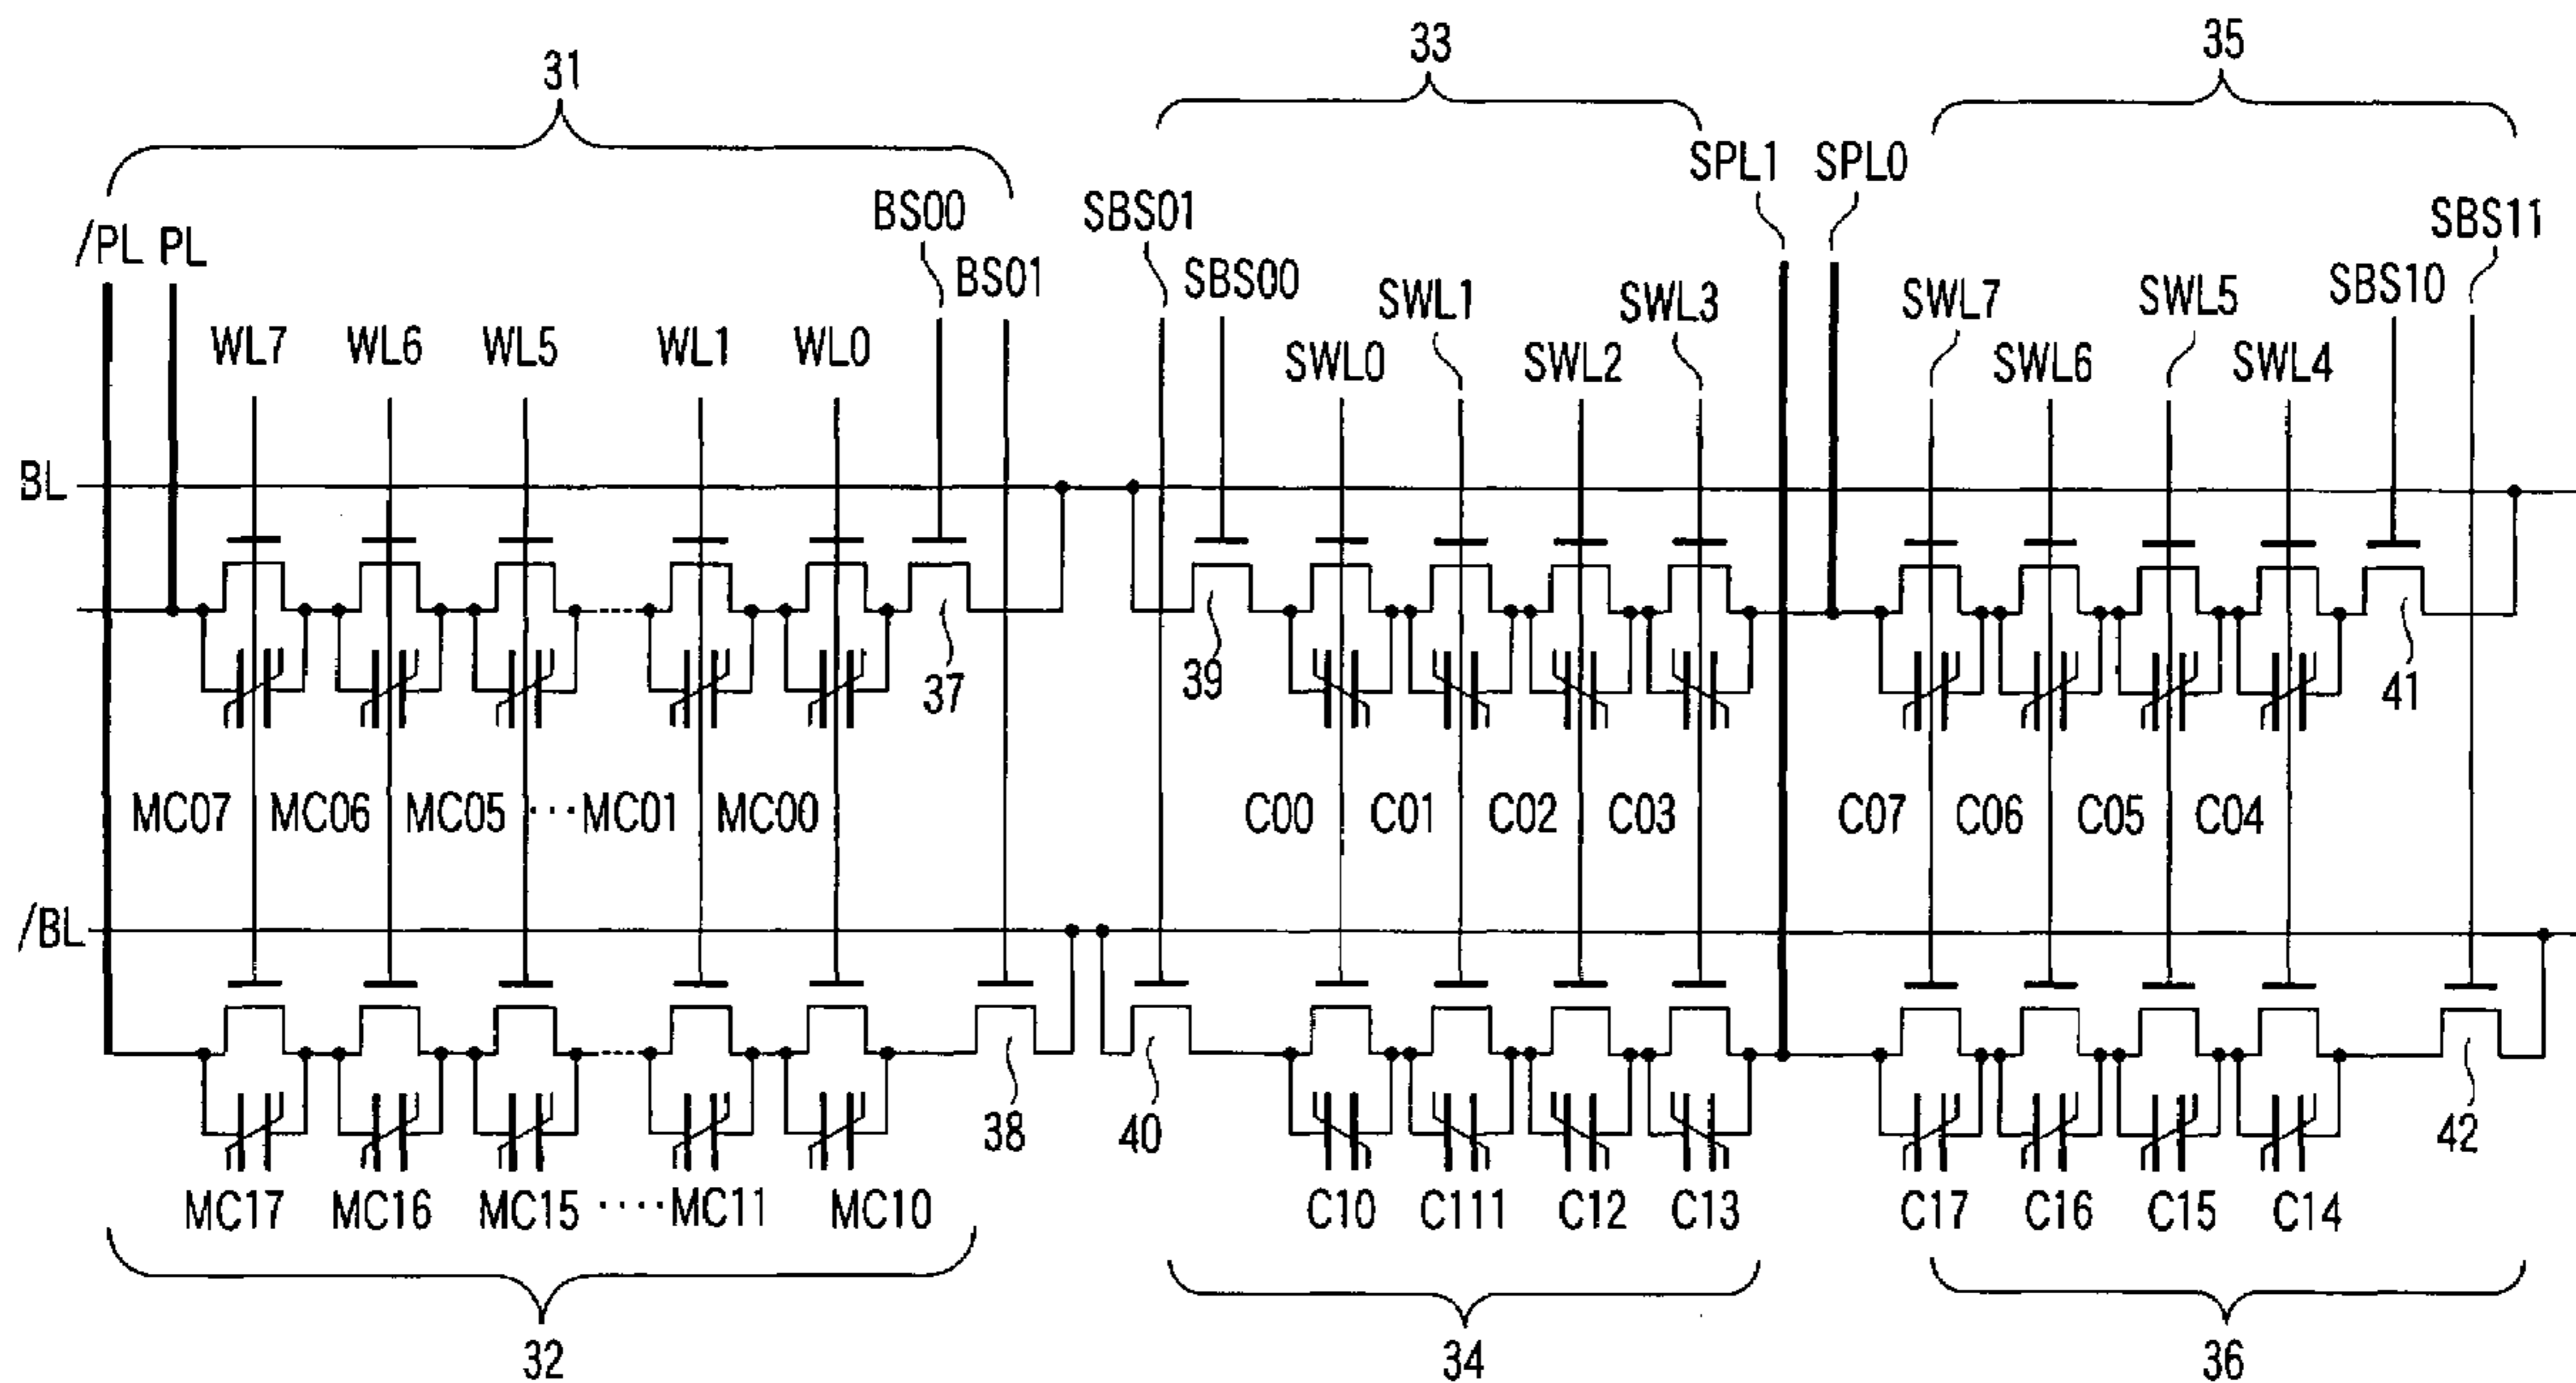 31
33
35
/PL PL
BS00
BS01
SBS01
SBS00
SPL1
SPL0
SBS11
SBS10
WL7 WL6 WL5 WL1 WL0
SWL0
SWL1
SWL2
SWL3
SWL7
SWL6
SWL5
SWL4
BL
37
39
41
MC07 MC06 MC05 ···MC01 MC00
C00 C01 C02 C03
C07 C06 C05 C04
/BL
38
40
42
MC17 MC16 MC15 ····MC11 MC10
C10 C111 C12 C13
C17 C16 C15 C14
32
34
36